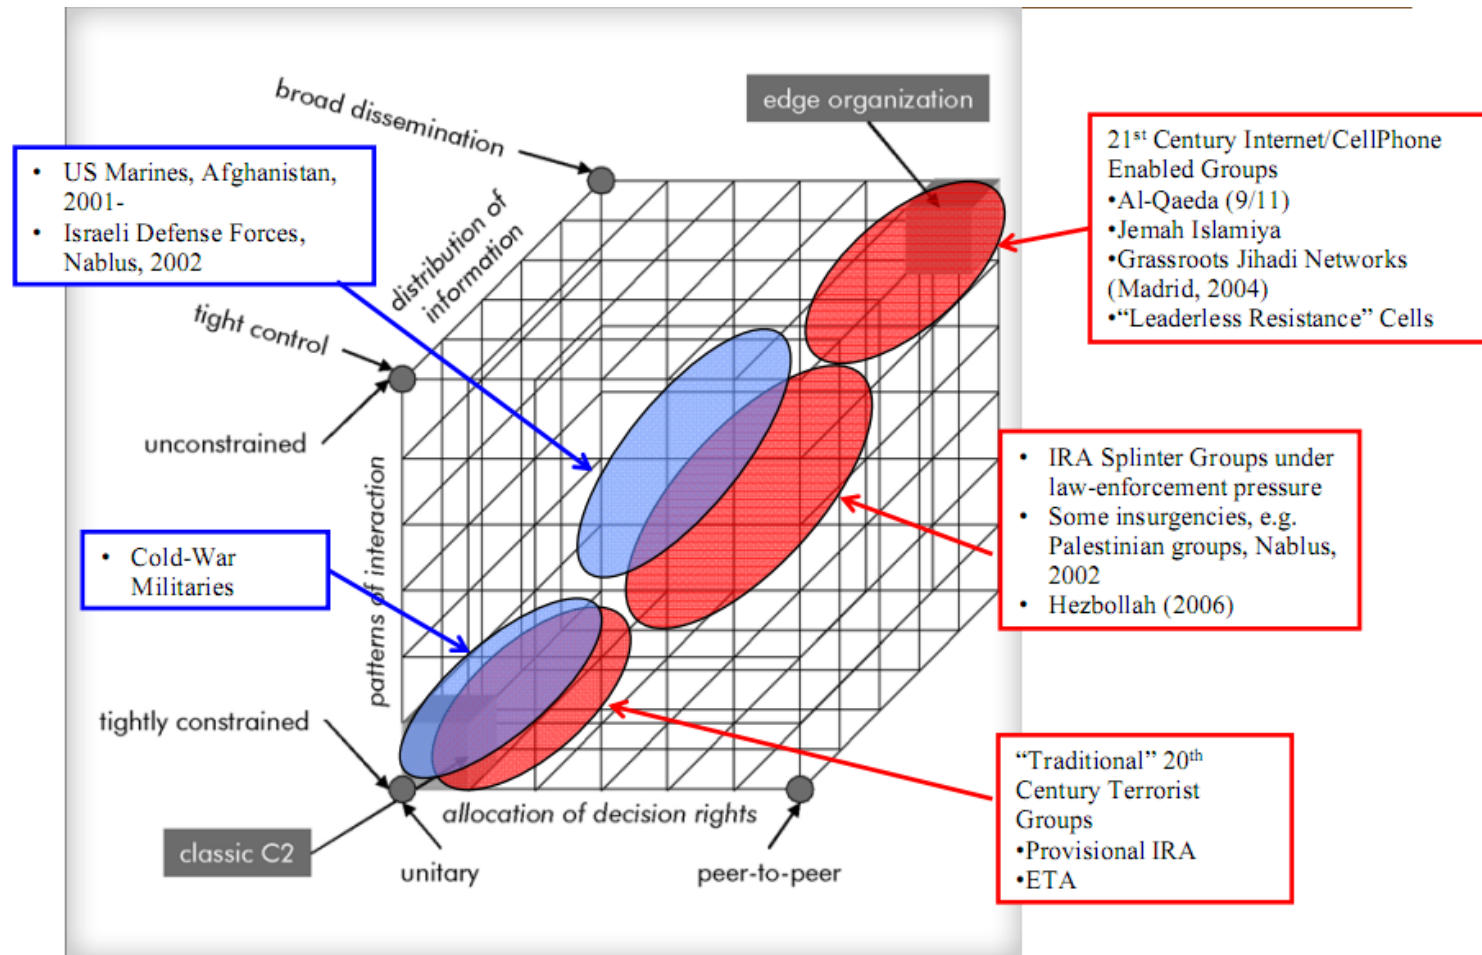 broad dissemination
edge organization
• US Marines, Afghanistan,
2001-
• Israeli Defense Forces,
Nablus, 2002
21st Century Internet/CellPhone
Enabled Groups
•Al-Qaeda (9/11)
•Jemah Islamiya
•Grassroots Jihadi Networks
(Madrid, 2004)
•“Leaderless Resistance” Cells
distribution of
information
tight control
unconstrained
patterns of interaction
• IRA Splinter Groups under
law-enforcement pressure
• Some insurgencies, e.g.
Palestinian groups, Nablus,
2002
• Hezbollah (2006)
• Cold-War
Militaries
tightly constrained
“Traditional” 20th
Century Terrorist
Groups
•Provisional IRA
•ETA
allocation of decision rights
classic C2
unitary
peer-to-peer